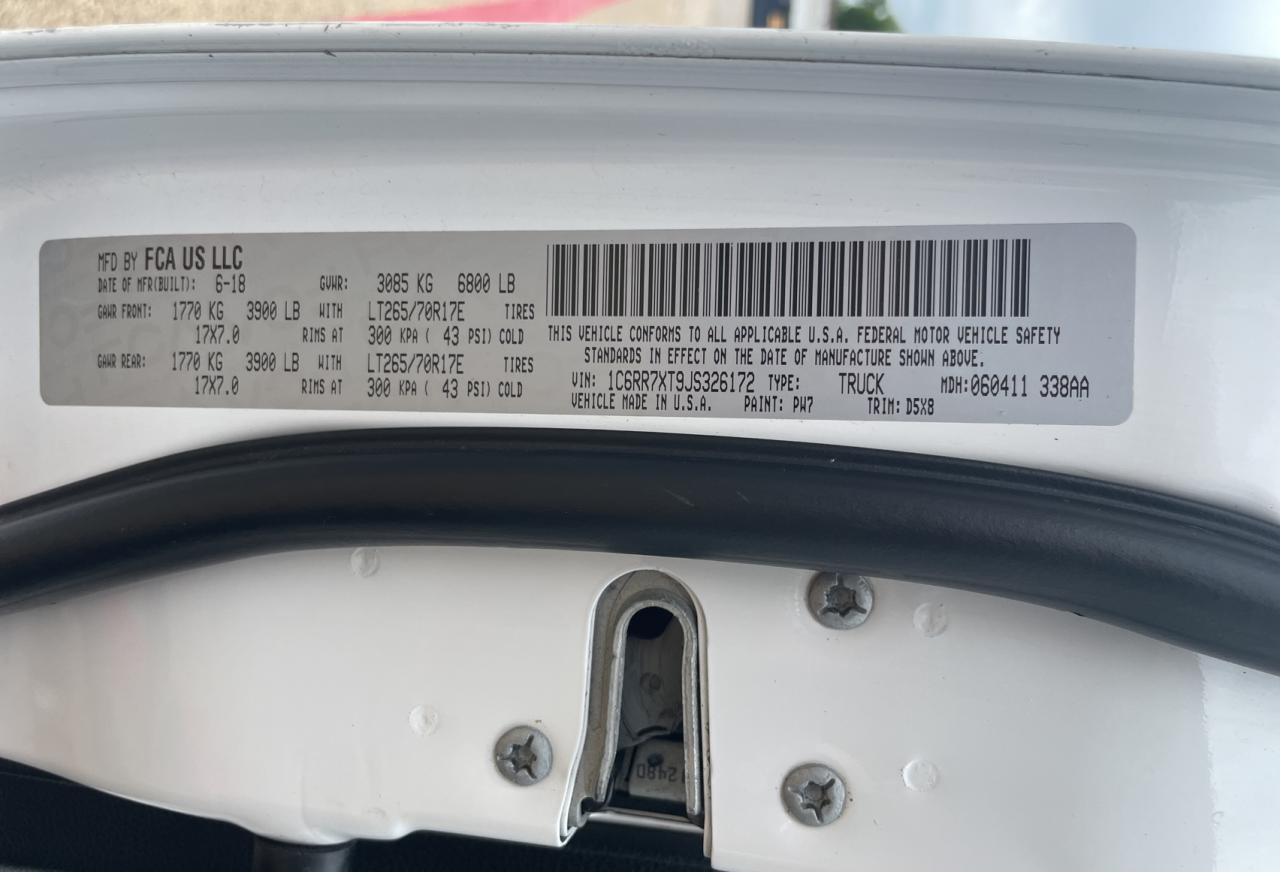 MFD BY FCA US LLC
DATE OF MFR(BUILT): 6-18 GVWR: 3085 KG 6800 LB
GAWR FRONT: 1770 KG 3900 LB WITH LT265/70R17E TIRES
17X7.0 RIMS AT 300 KPA ( 43 PSI) COLD
GAWR REAR: 1770 KG 3900 LB WITH LT265/70R17E TIRES
17X7.0 RIMS AT 300 KPA ( 43 PSI) COLD
THIS VEHICLE CONFORMS TO ALL APPLICABLE U.S.A. FEDERAL MOTOR VEHICLE SAFETY
STANDARDS IN EFFECT ON THE DATE OF MANUFACTURE SHOWN ABOVE.
VIN: 1C6RR7XT9JS326172 TYPE: TRUCK MDH:060411 338AA
VEHICLE MADE IN U.S.A. PAINT: PW7 TRIM: D5X8